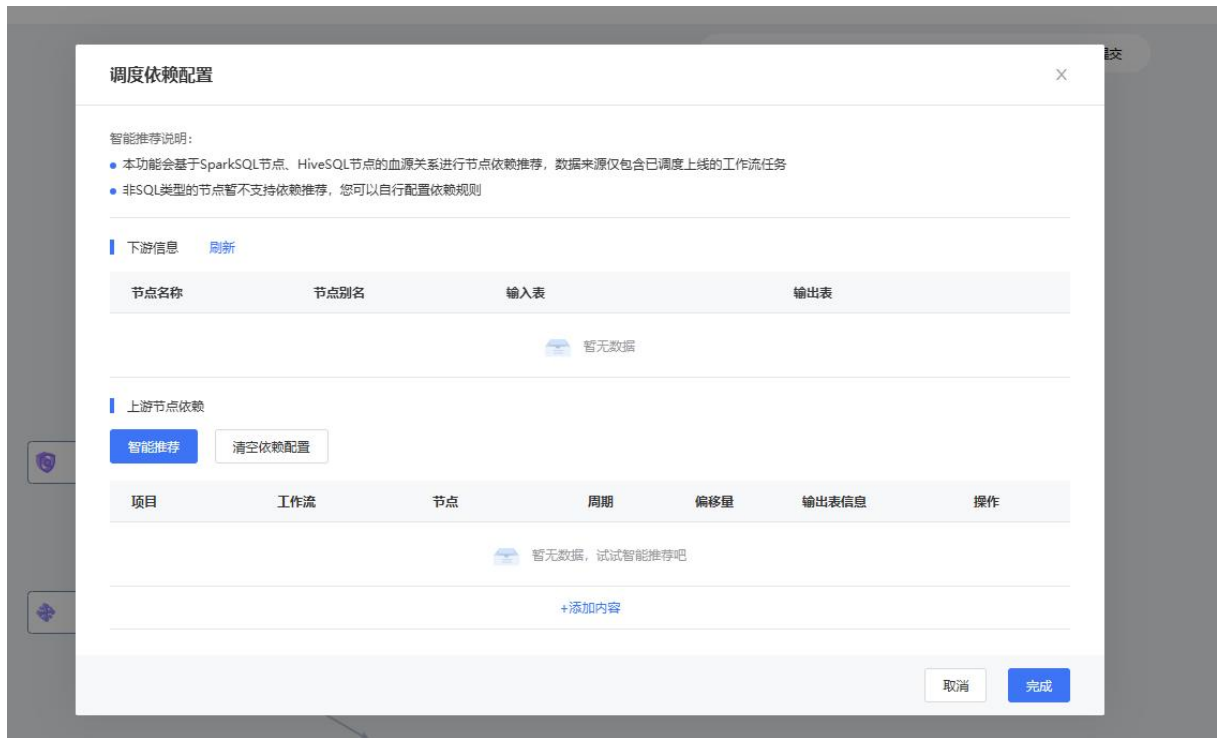 提交
调度依赖配置
智能推荐说明：
本功能会基于SparkSQL节点、HiveSQL节点的血源关系进行节点依赖推荐，数据来源仅包含已调度上线的工作流任务
非SQL类型的节点暂不支持依赖推荐，您可以自行配置依赖规则
下游信息 刷新
节点名称 节点别名 输入表 输出表
暂无数据
上游节点依赖
智能推荐 清空依赖配置
项目 工作流 节点 周期 偏移量 输出表信息 操作
暂无数据，试试智能推荐吧
+添加内容
取消 完成